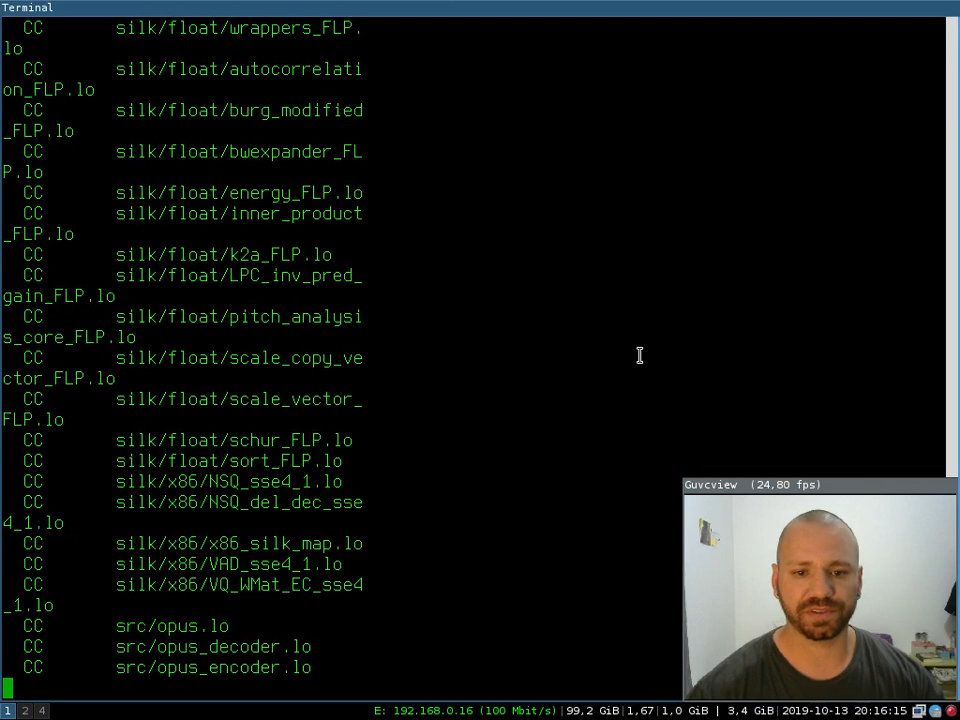 Terminal
CC silk/float/wrappers_FLP.
lo
CC silk/float/autocorrelati
on_FLP.lo
CC silk/float/burg_modified
_FLP.lo
CC silk/float/bwexpander_FL
P.lo
CC silk/float/energy_FLP.lo
CC silk/float/inner_product
_FLP.lo
CC silk/float/k2a_FLP.lo
CC silk/float/LPC_inv_pred_
gain_FLP.lo
CC silk/float/pitch_analysi
s_core_FLP.lo
CC silk/float/scale_copy_ve
ctor_FLP.lo
CC silk/float/scale_vector_
FLP.lo
CC silk/float/schur_FLP.lo
CC silk/float/sort_FLP.lo
CC silk/x86/NSQ_sse4_1.lo
CC silk/x86/NSQ_del_dec_sse
4_1.lo
CC silk/x86/x86_silk_map.lo
CC silk/x86/VAD_sse4_1.lo
CC silk/x86/VQ_WMat_EC_sse4
_1.lo
CC src/opus.lo
CC src/opus_decoder.lo
CC src/opus_encoder.lo
Guvcview (24,80 fps)
1 2 4 E: 192.168.0.16 (100 Mbit/s)|99,2 GiB|1,67|1,0 GiB | 3,4 GiB|2019-10-13 20:16:15